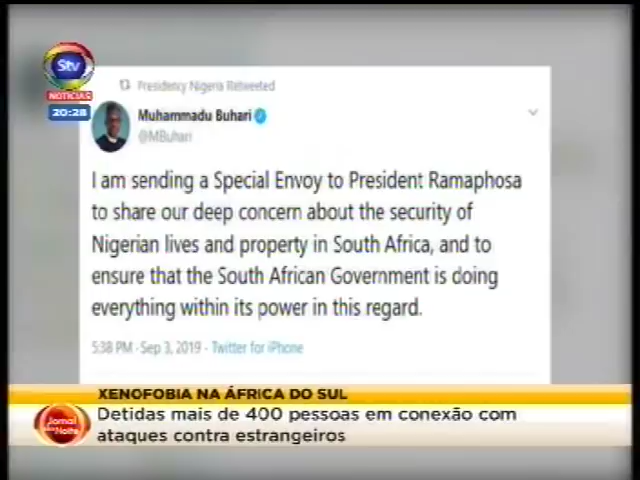 Stv
NOTÍCIAS
20:28
Presidency Nigeria Retweeted
Muhammadu Buhari
@MBuhari
I am sending a Special Envoy to President Ramaphosa
to share our deep concern about the security of
Nigerian lives and property in South Africa, and to
ensure that the South African Government is doing
everything within its power in this regard.
5:38 PM - Sep 3, 2019 - Twitter for iPhone
XENOFOBIA NA ÁFRICA DO SUL
Jornal da Noite
Detidas mais de 400 pessoas em conexão com
ataques contra estrangeiros